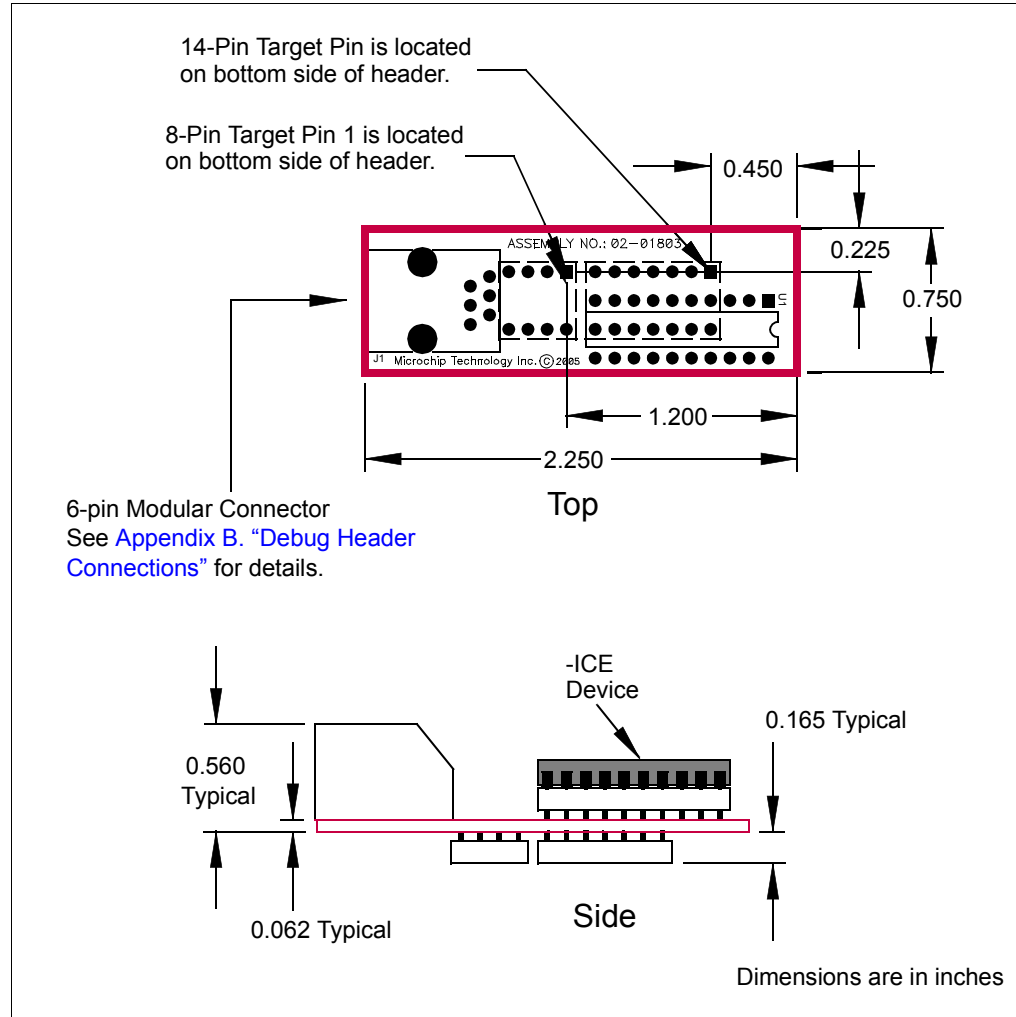 14-Pin Target Pin is located
on bottom side of header.
8-Pin Target Pin 1 is located
on bottom side of header.
0.450
0.225
0.750
ASSEMBLY NO.: 02-01803
U1
J1 Microchip Technology Inc. © 2005
1.200
2.250
Top
6-pin Modular Connector
See Appendix B. “Debug Header
Connections” for details.
-ICE
Device
0.165 Typical
0.560
Typical
0.062 Typical
Side
Dimensions are in inches